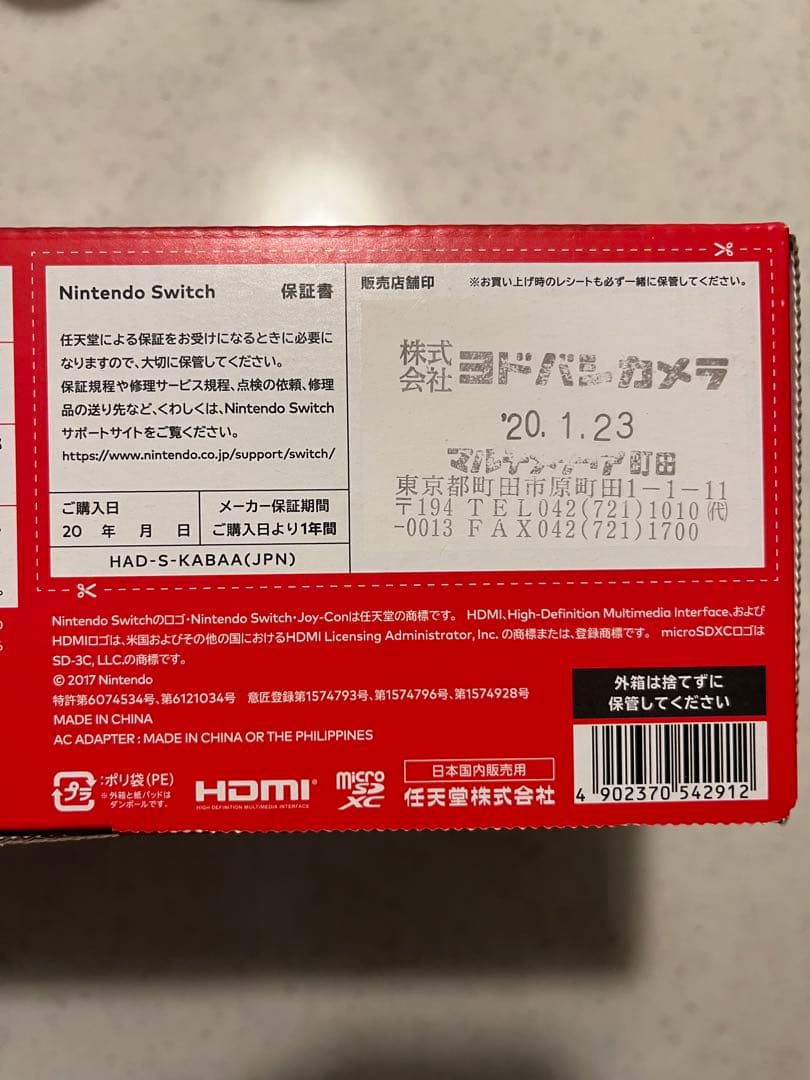 Nintendo Switch 保証書
任天堂による保証をお受けになるときに必要に
なりますので、大切に保管してください。
保証規程や修理サービス規程、点検の依頼、修理
品の送り先など、くわしくは、Nintendo Switch
サポートサイトをご覧ください。
https://www.nintendo.co.jp/support/switch/
ご購入日
20 年 月 日
メーカー保証期間
ご購入日より1年間
HAD-S-KABAA(JPN)
販売店舗印 ※お買い上げ時のレシートも必ず一緒に保管してください。
株式会社ヨドバシカメラ
'20.1.23
町田
東京都町田市原町田1-1-11
〒194 TEL042(721)1010㈹
-0013 FAX042(721)1700
Nintendo Switchのロゴ・Nintendo Switch・Joy-Conは任天堂の商標です。 HDMI、High-Definition Multimedia Interface、および
HDMIロゴは、米国およびその他の国におけるHDMI Licensing Administrator, Inc. の商標または、登録商標です。 microSDXCロゴは
SD-3C, LLC.の商標です。
© 2017 Nintendo
特許第6074534号、第6121034号 意匠登録第1574793号、第1574796号、第1574928号
MADE IN CHINA
AC ADAPTER : MADE IN CHINA OR THE PHILIPPINES
外箱は捨てずに
保管してください
プラ
:ポリ袋(PE)
※外箱と紙パッドは
ダンボールです。
HDMI®
HIGH-DEFINITION MULTIMEDIA INTERFACE
micro
SD
XC
日本国内販売用
任天堂株式会社
4 902370 542912